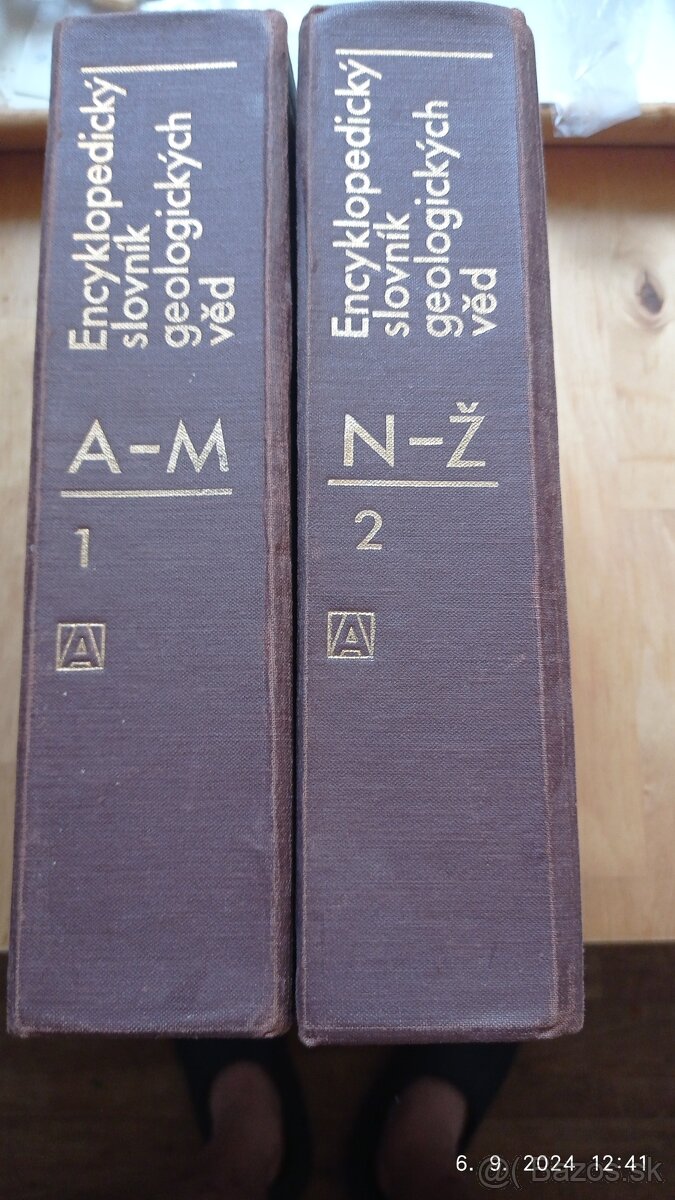 Encyklopedický
slovník
geologických
věd
A-M
1
A
Encyklopedický
slovník
geologických
věd
N-Ž
2
A
6. 9. 2024 12:41
@Bazos.sk